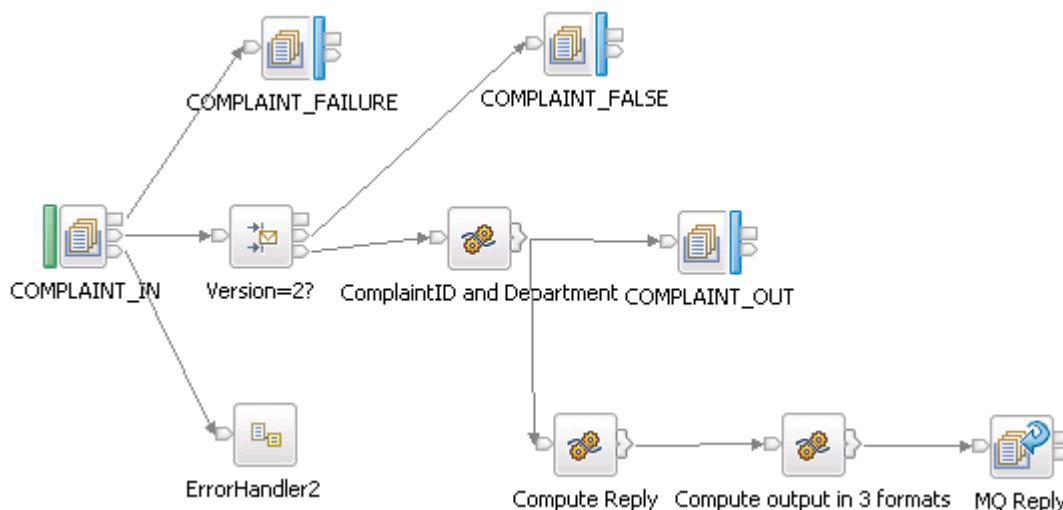 COMPLAINT_FAILURE
COMPLAINT_FALSE
COMPLAINT_IN
Version=2?
ComplaintID and Department
COMPLAINT_OUT
ErrorHandler2
Compute Reply
Compute output in 3 formats
MQ Reply